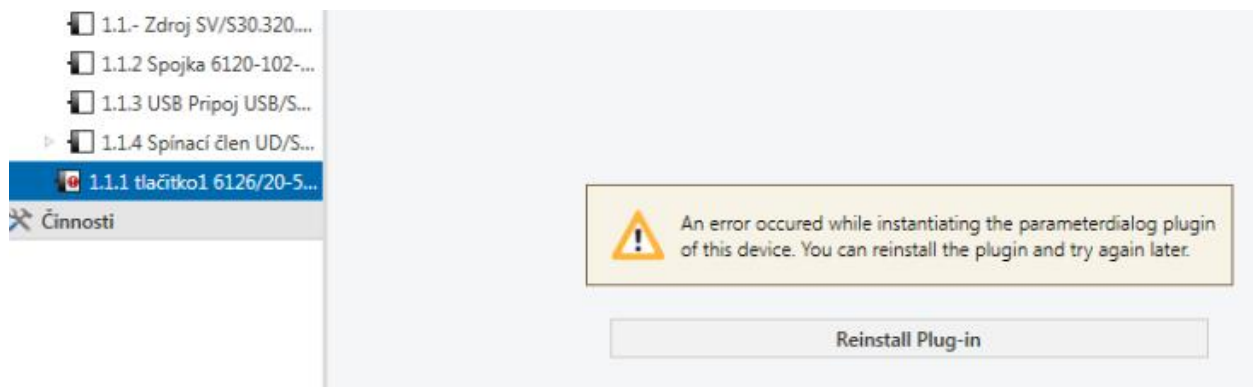 1.1.- Zdroj SV/S30.320....
1.1.2 Spojka 6120-102-...
1.1.3 USB Pripoj USB/S...
1.1.4 Spínací člen UD/S...
1.1.1 tlačitko1 6126/20-5...
Činnosti
An error occured while instantiating the parameterdialog plugin
of this device. You can reinstall the plugin and try again later.
Reinstall Plug-in